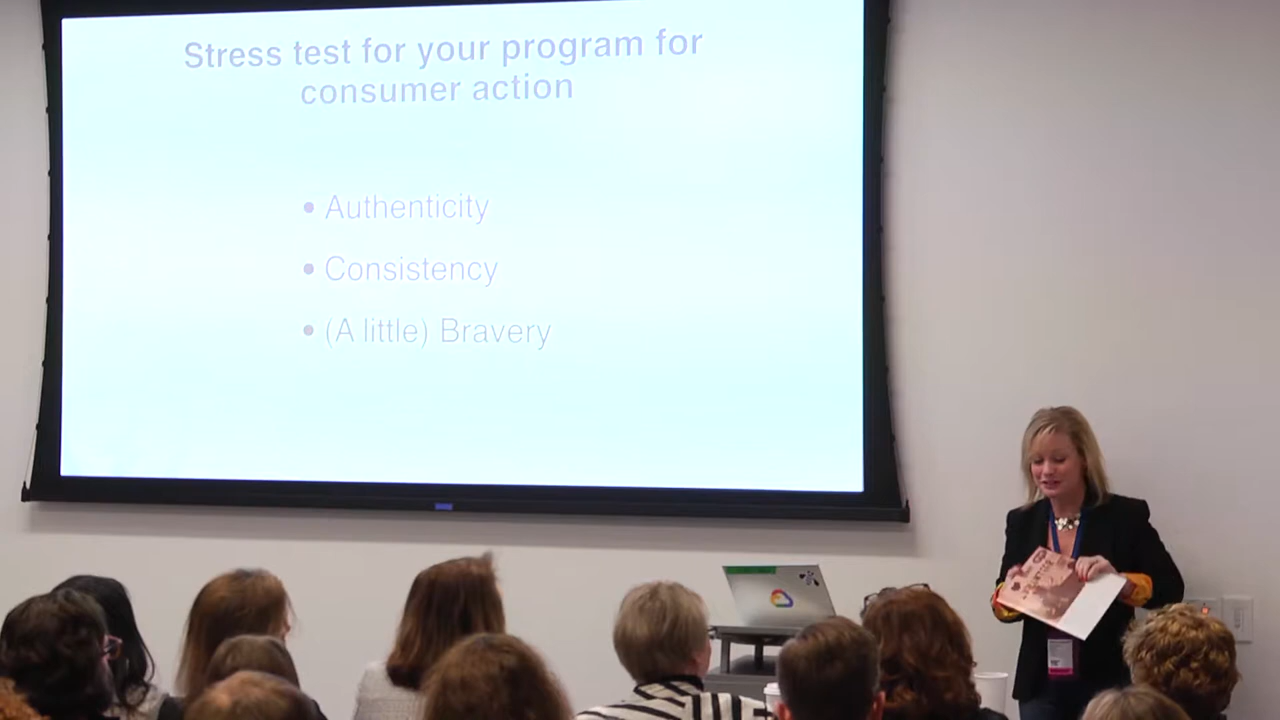 Stress test for your program for
consumer action
• Authenticity
• Consistency
• (A little) Bravery